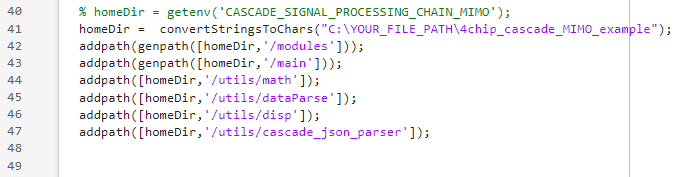 40 % homeDir = getenv('CASCADE_SIGNAL_PROCESSING_CHAIN_MIMO');
41 homeDir =  convertStringsToChars("C:\YOUR_FILE_PATH\4chip_cascade_MIMO_example");
42 addpath(genpath([homeDir,'/modules']));
43 addpath(genpath([homeDir,'/main']));
44 addpath([homeDir,'/utils/math']);
45 addpath([homeDir,'/utils/dataParse']);
46 addpath([homeDir,'/utils/disp']);
47 addpath([homeDir,'/utils/cascade_json_parser']);
48
49